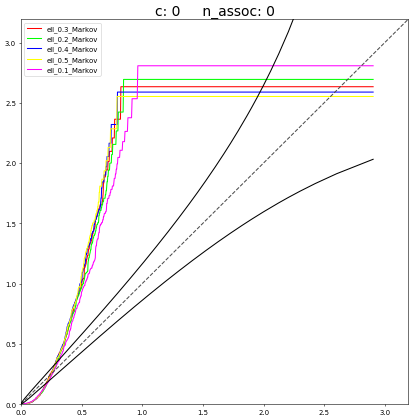 c: 0 n_assoc: 0
ell_0.3_Markov
ell_0.2_Markov
ell_0.4_Markov
ell_0.5_Markov
ell_0.1_Markov
3.0
2.5
2.0
1.5
1.0
0.5
0.0
0.0 0.5 1.0 1.5 2.0 2.5 3.0